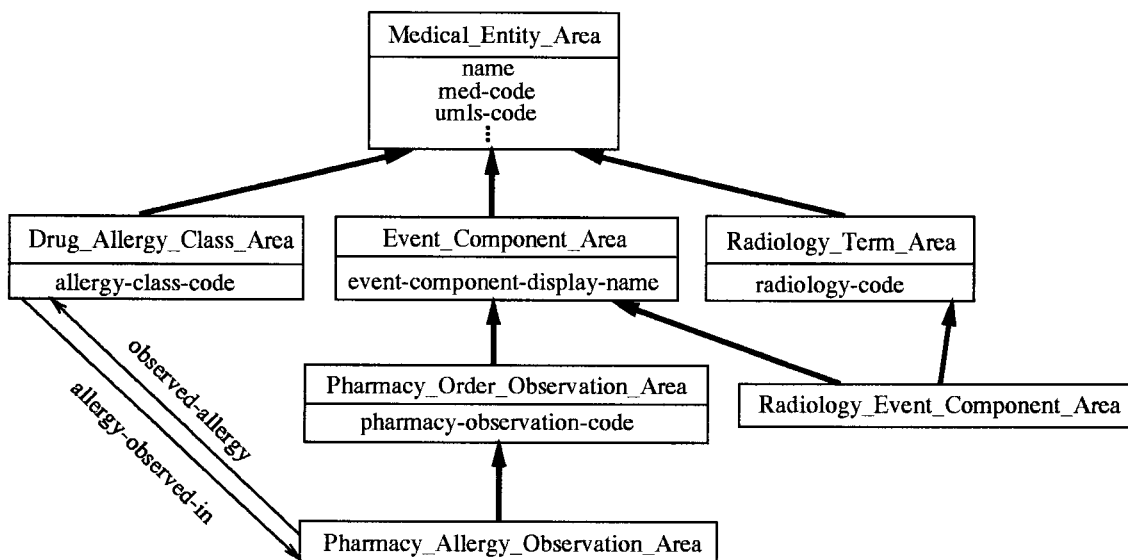 Medical_Entity_Area
name
med-code
umls-code
Drug_Allergy_Class_Area
allergy-class-code
Event_Component_Area
event-component-display-name
Radiology_Term_Area
radiology-code
observed-allergy
allergy-observed-in
Pharmacy_Order_Observation_Area
pharmacy-observation-code
Radiology_Event_Component_Area
Pharmacy_Allergy_Observation_Area